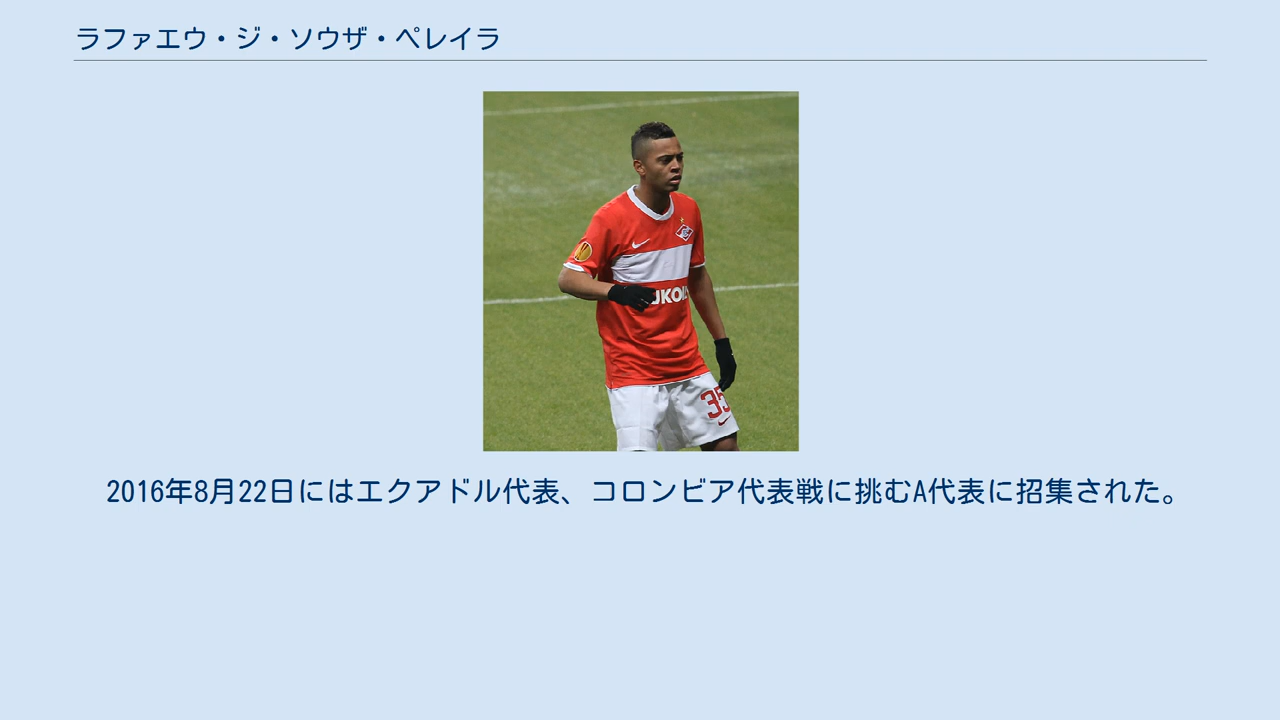 ラファエウ・ジ・ソウザ・ペレイラ
UKOI
35
2016年8月22日にはエクアドル代表、コロンビア代表戦に挑むA代表に招集された。